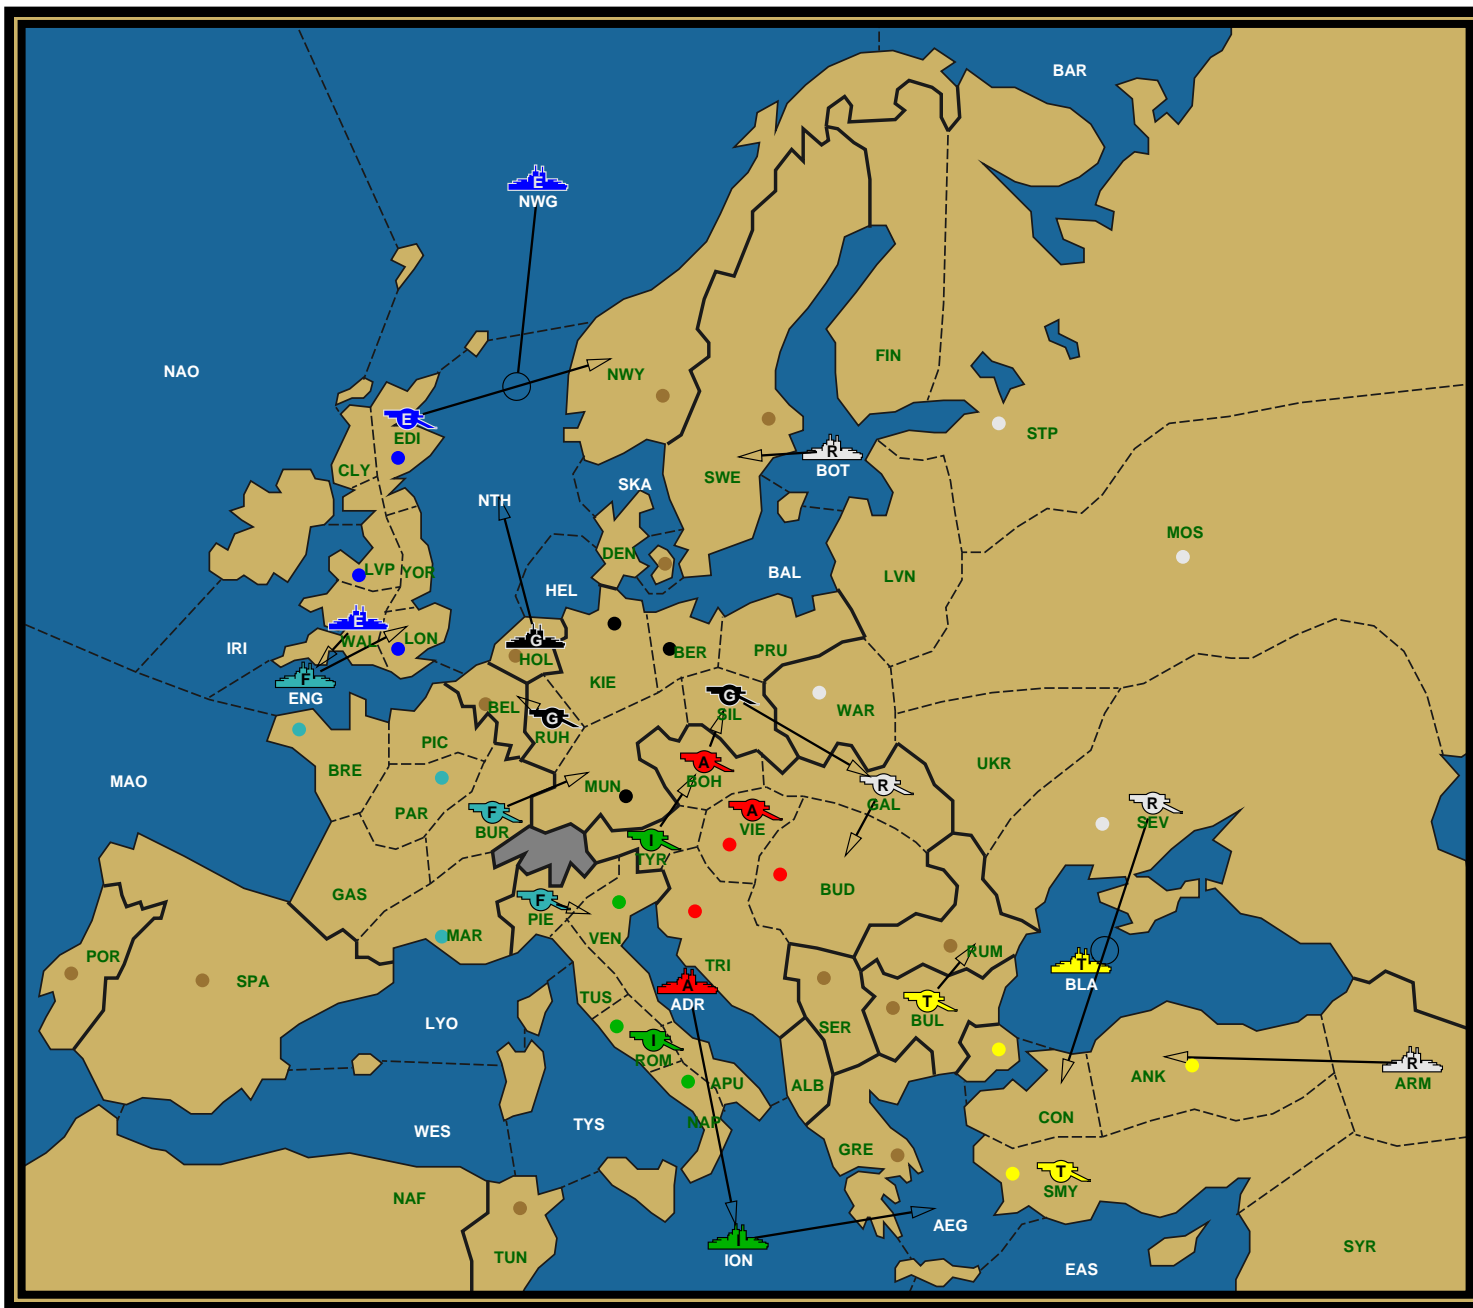 BAR
E
NWG
FIN
NAO
NWY
E
EDI
STP
R
BOT
CLY
SWE
SKA
NTH
MOS
DEN
LVP
YOR
BAL
LVN
HEL
E
WAL
LON
IRI
G
HOL
BER
PRU
F
ENG
KIE
G
SIL
BEL
WAR
G
RUH
PIC
UKR
BRE
A
BOH
MAO
MUN
R
GAL
R
SEV
PAR
F
BUR
A
VIE
I
TYR
BUD
GAS
F
PIE
MAR
VEN
POR
RUM
SPA
TRI
T
BLA
A
ADR
TUS
T
BUL
LYO
SER
I
ROM
ANK
R
ARM
APU
ALB
CON
NAP
WES
TYS
GRE
T
SMY
NAF
AEG
I
ION
TUN
SYR
EAS